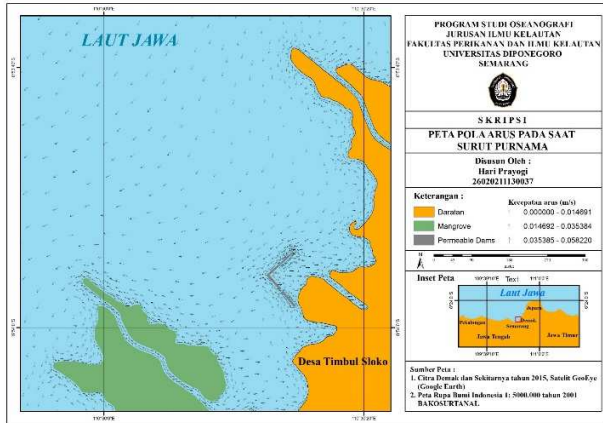 LAUT JAWA
Desa Timbul Sloko
PROGRAM STUDI OSEANOGRAFI
JURUSAN ILMU KELAUTAN
FAKULTAS PERIKANAN DAN ILMU KELAUTAN
UNIVERSITAS DIPONEGORO
SEMARANG
S K R I P S I
PETA POLA ARUS PADA SAAT
SURUT PURNAMA
Disusun Oleh :
Hari Prayogi
26020211130037
Keterangan :
Daratan
Mangrove
Permeable Dams
Kecepatan arus (m/s)
0.000000 - 0.014691
0.014692 - 0.035384
0.035385 - 0.058220
Inset Peta
Text
Laut Jawa
Jepara
Pekalongan
Demak
Semarang
Jawa Tengah
Jawa Timur
Sumber Peta :
1. Citra Demak dan Sekitarnya tahun 2015, Satelit GeoEye
(Google Earth)
2. Peta Rupa Bumi Indonesia 1: 5000.000 tahun 2001
BAKOSURTANAL